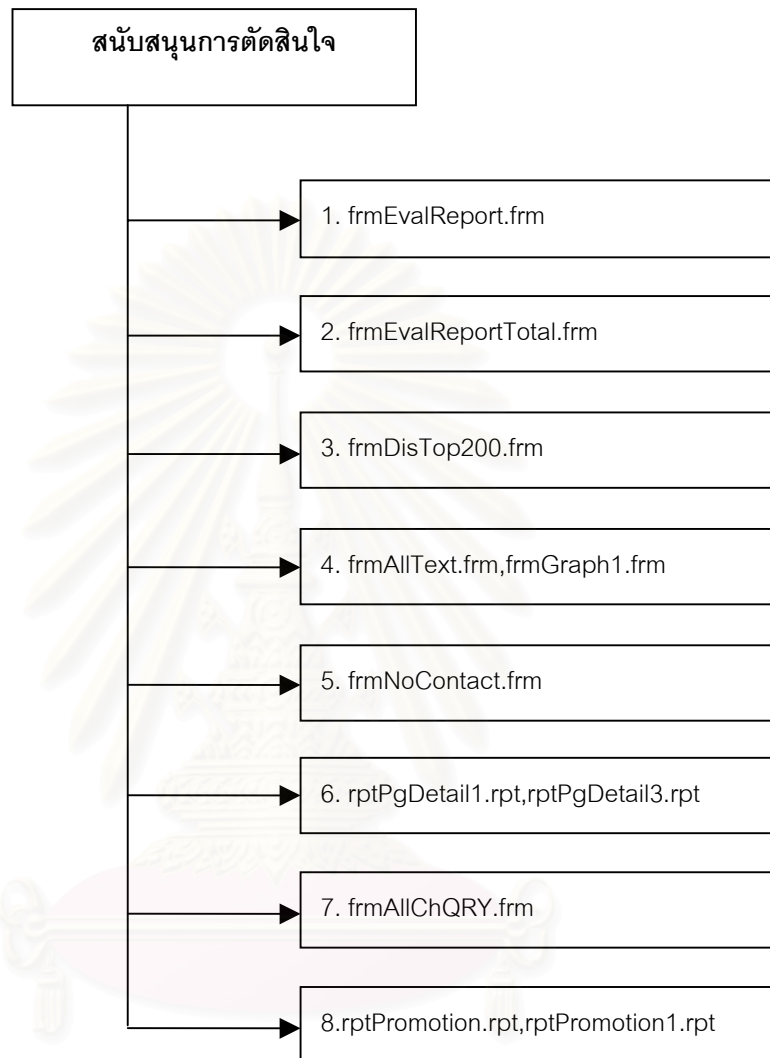 สนับสนุนการตัดสินใจ
1. frmEvalReport.frm
2. frmEvalReportTotal.frm
3. frmDisTop200.frm
4. frmAllText.frm,frmGraph1.frm
5. frmNoContact.frm
6. rptPgDetail1.rpt,rptPgDetail3.rpt
7. frmAllChQRY.frm
8.rptPromotion.rpt,rptPromotion1.rpt